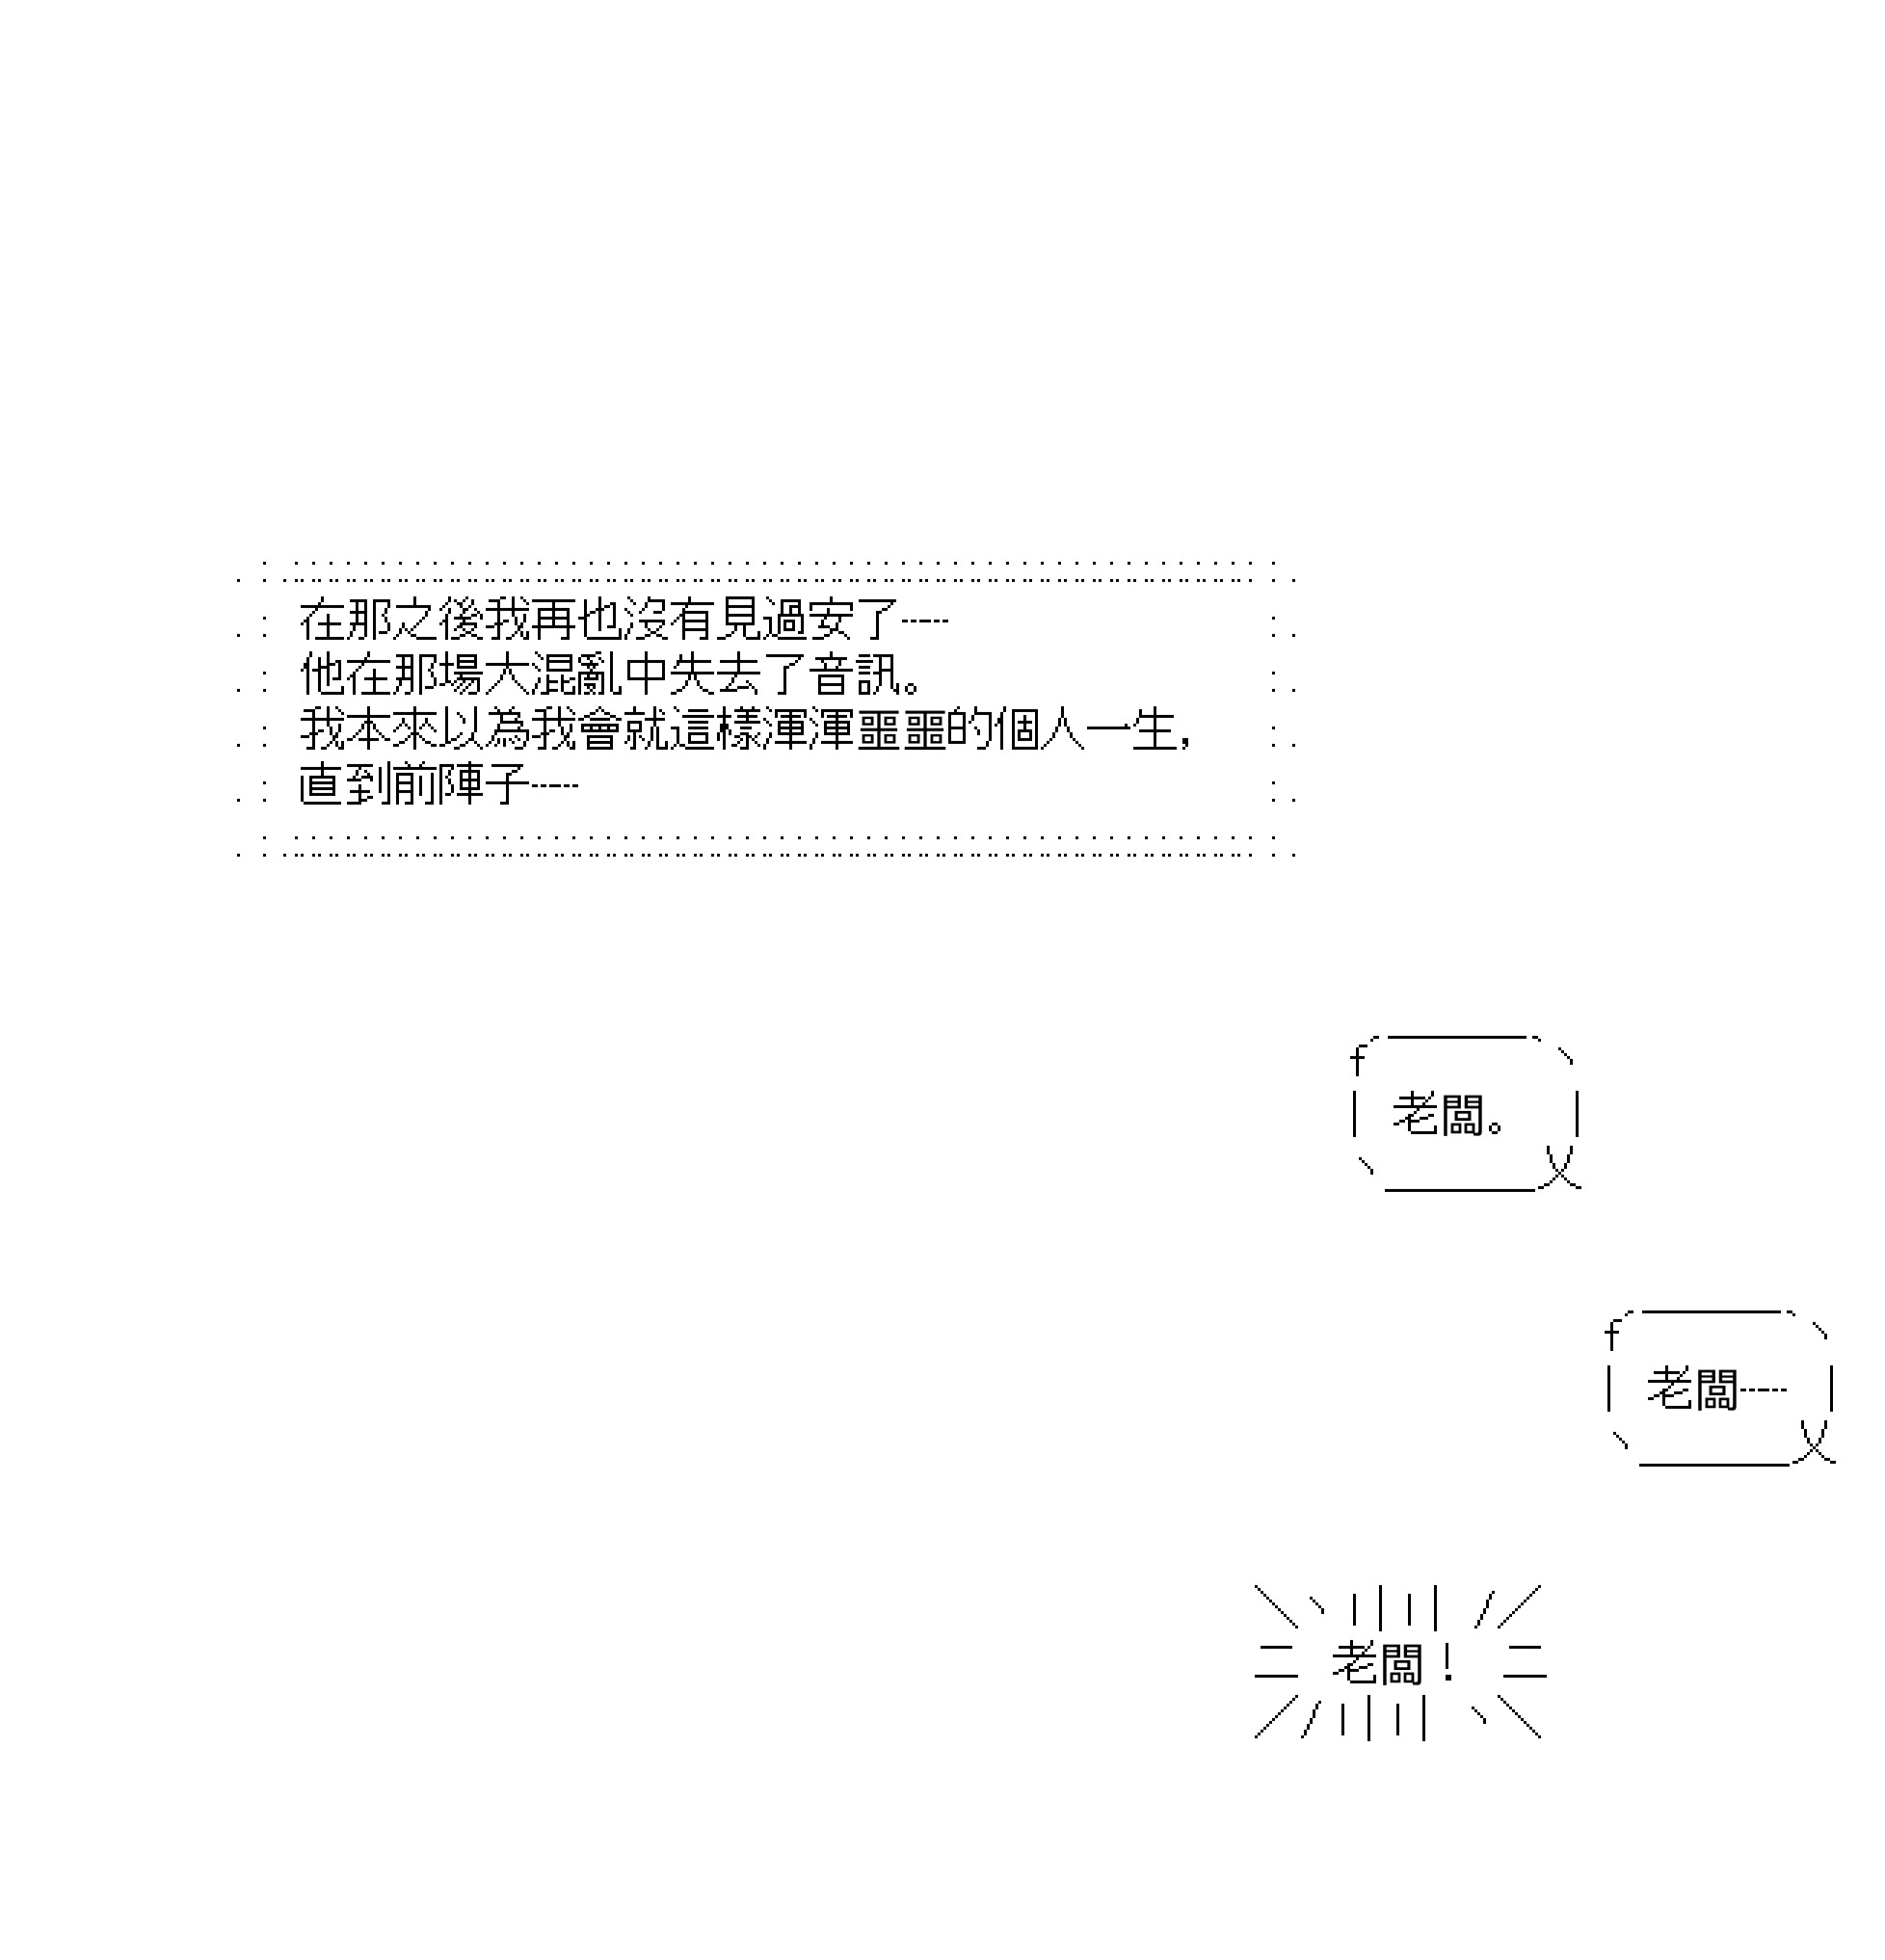 在那之後我再也沒有見過安了┄┄
他在那場大混亂中失去了音訊。
我本來以為我會就這樣渾渾噩噩的個人一生，
直到前陣子┄┄
老闆。
老闆┄┄
老闆！